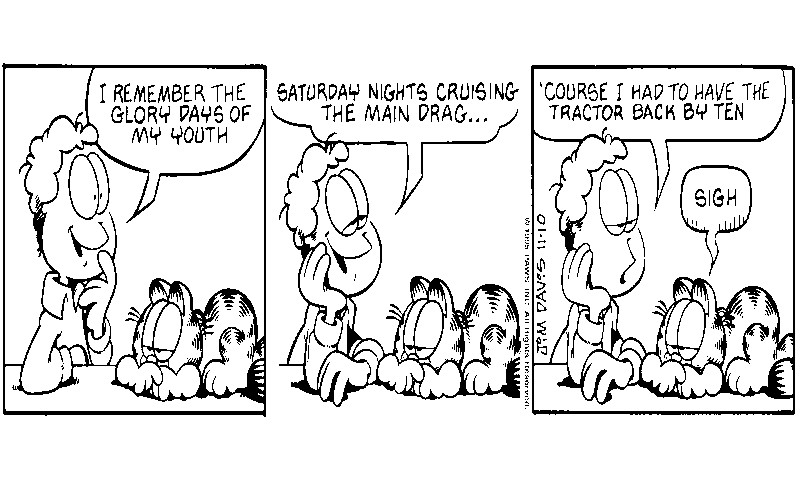 I REMEMBER THE
GLORY DAYS OF
MY YOUTH
SATURDAY NIGHTS CRUISING
THE MAIN DRAG...
'COURSE I HAD TO HAVE THE
TRACTOR BACK BY TEN
SIGH
JIM DAVIS 11·10